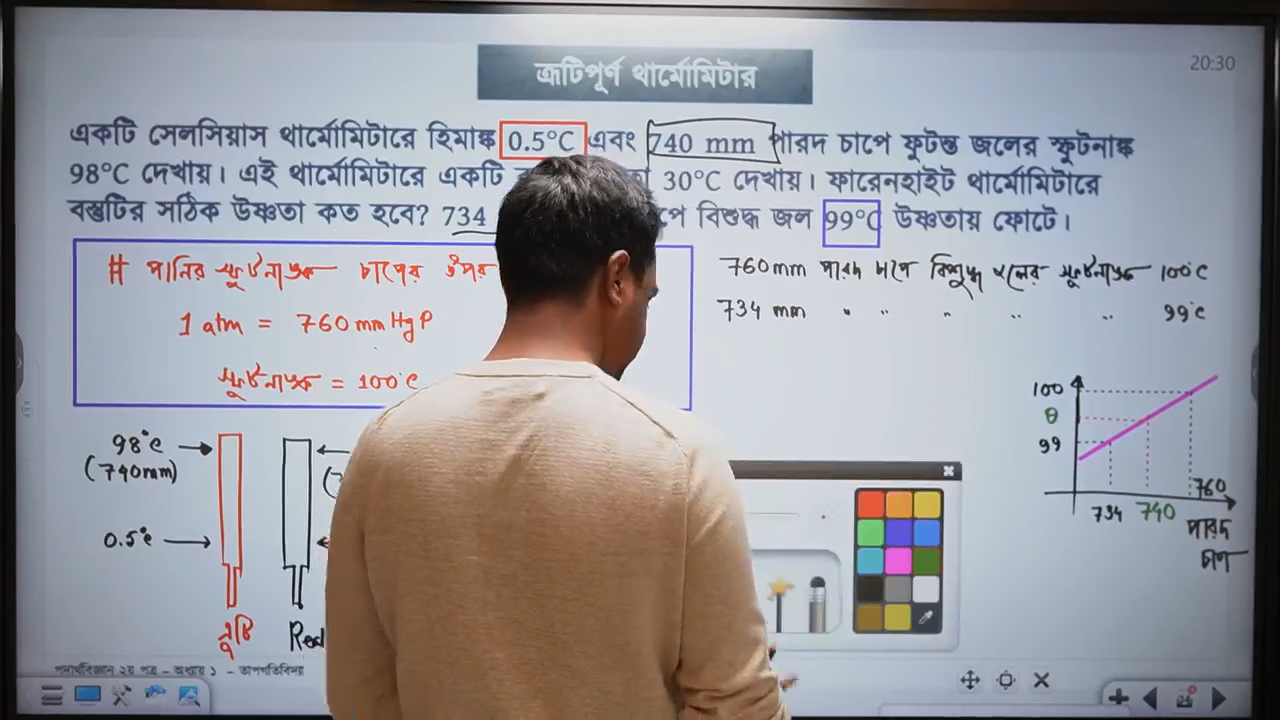 ত্রুটিপূর্ণ থার্মোমিটার
20:30
একটি সেলসিয়াস থার্মোমিটারে হিমাঙ্ক 0.5°C এবং 740 mm পারদ চাপে ফুটন্ত জলের স্ফুটনাঙ্ক
98°C দেখায়। এই থার্মোমিটারে একটি 30°C দেখায়। ফারেনহাইট থার্মোমিটারে
বস্তুটির সঠিক উষ্ণতা কত হবে? 734 বিশুদ্ধ জল 99°C উষ্ণতায় ফোটে।
# পানির স্ফুটনাঙ্ক চাপের উপর
1 atm = 760 mm Hg P
স্ফুটনাঙ্ক = 100°C
760mm পারদ চাপে বিশুদ্ধ জলের স্ফুটনাঙ্ক 100°C
734 mm " " " " " 99°C
98°C
(740mm)
0.5°C
ত্রুটি
100
θ
99
734 740 760
পারদ
চাপ
পদার্থবিজ্ঞান ২য় পত্র - অধ্যায় ১ - তাপগতিবিদ্যা